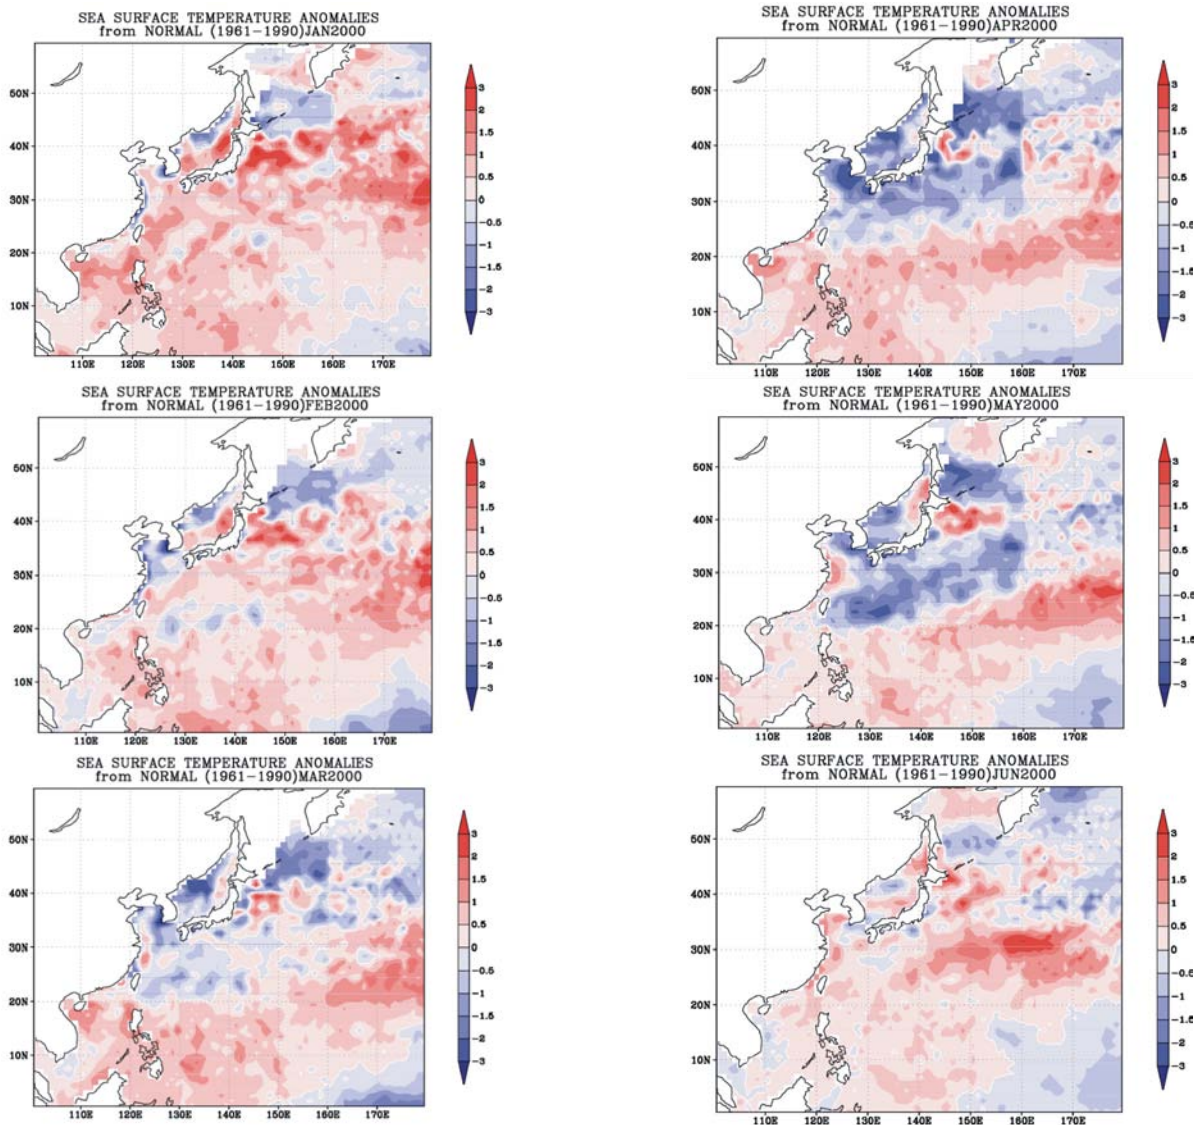 SEA SURFACE TEMPERATURE ANOMALIES
from NORMAL (1961-1990)JAN2000
50N
40N
30N
20N
10N
110E 120E 130E 140E 150E 160E 170E
3
2
1.5
1
0.5
0
-0.5
-1
-1.5
-2
-3
SEA SURFACE TEMPERATURE ANOMALIES
from NORMAL (1961-1990)APR2000
50N
40N
30N
20N
10N
110E 120E 130E 140E 150E 160E 170E
3
2
1.5
1
0.5
0
-0.5
-1
-1.5
-2
-3
SEA SURFACE TEMPERATURE ANOMALIES
from NORMAL (1961-1990)FEB2000
50N
40N
30N
20N
10N
110E 120E 130E 140E 150E 160E 170E
3
2
1.5
1
0.5
0
-0.5
-1
-1.5
-2
-3
SEA SURFACE TEMPERATURE ANOMALIES
from NORMAL (1961-1990)MAY2000
50N
40N
30N
20N
10N
110E 120E 130E 140E 150E 160E 170E
3
2
1.5
1
0.5
0
-0.5
-1
-1.5
-2
-3
SEA SURFACE TEMPERATURE ANOMALIES
from NORMAL (1961-1990)MAR2000
50N
40N
30N
20N
10N
110E 120E 130E 140E 150E 160E 170E
3
2
1.5
1
0.5
0
-0.5
-1
-1.5
-2
-3
SEA SURFACE TEMPERATURE ANOMALIES
from NORMAL (1961-1990)JUN2000
50N
40N
30N
20N
10N
110E 120E 130E 140E 150E 160E 170E
3
2
1.5
1
0.5
0
-0.5
-1
-1.5
-2
-3